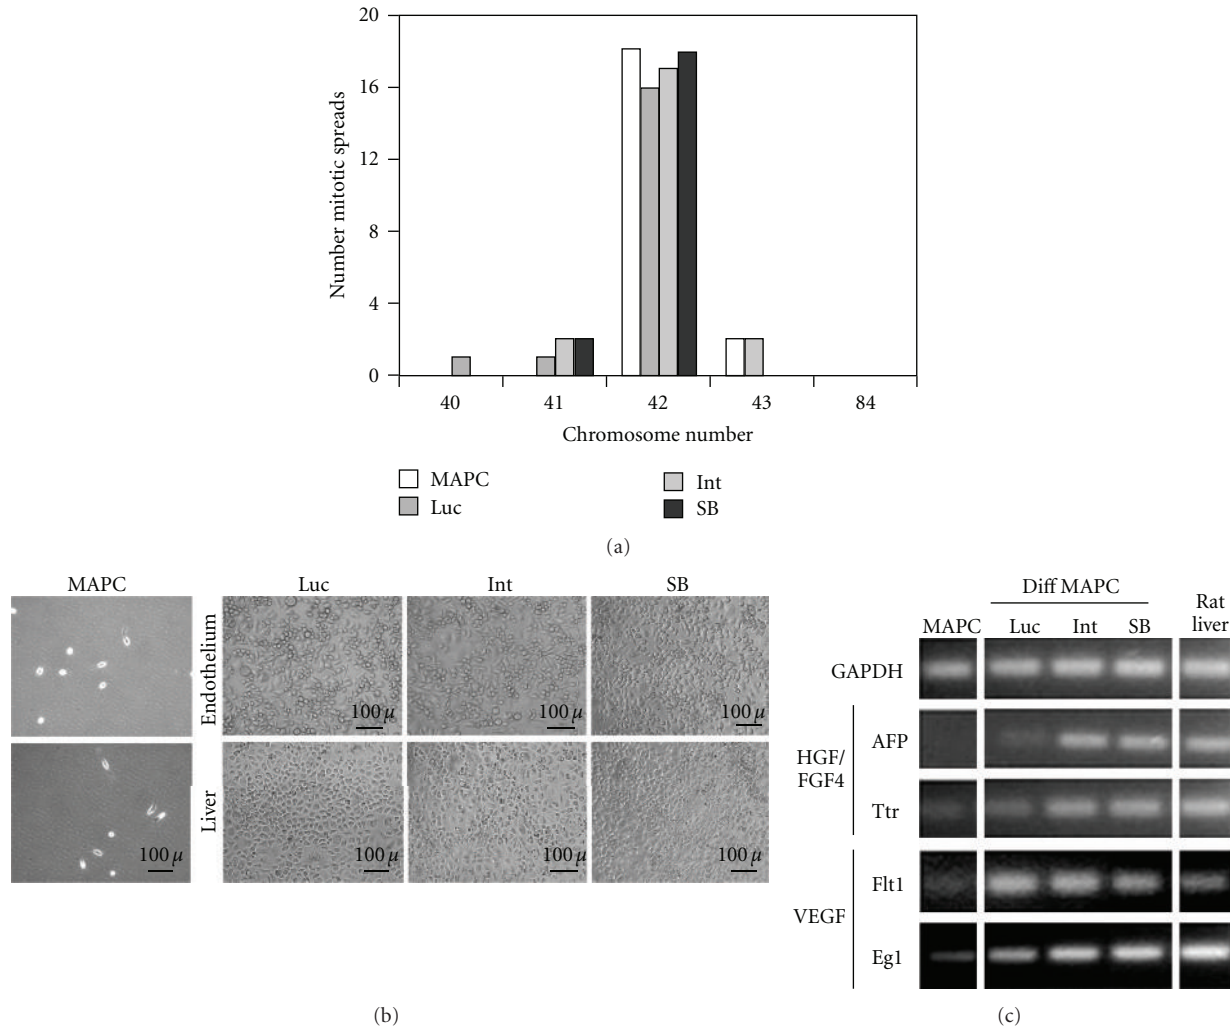 20
16
12
8
4
0
Number mitotic spreads
40 41 42 43 84
Chromosome number
MAPC
Luc
Int
SB
(a)
MAPC Luc Int SB
Endothelium
100 μ 100 μ 100 μ
Liver
100 μ 100 μ 100 μ 100 μ
(b)
Diff MAPC
Rat
liver
MAPC Luc Int SB
GAPDH
HGF/
FGF4
AFP
Ttr
VEGF
Flt1
Eg1
(c)